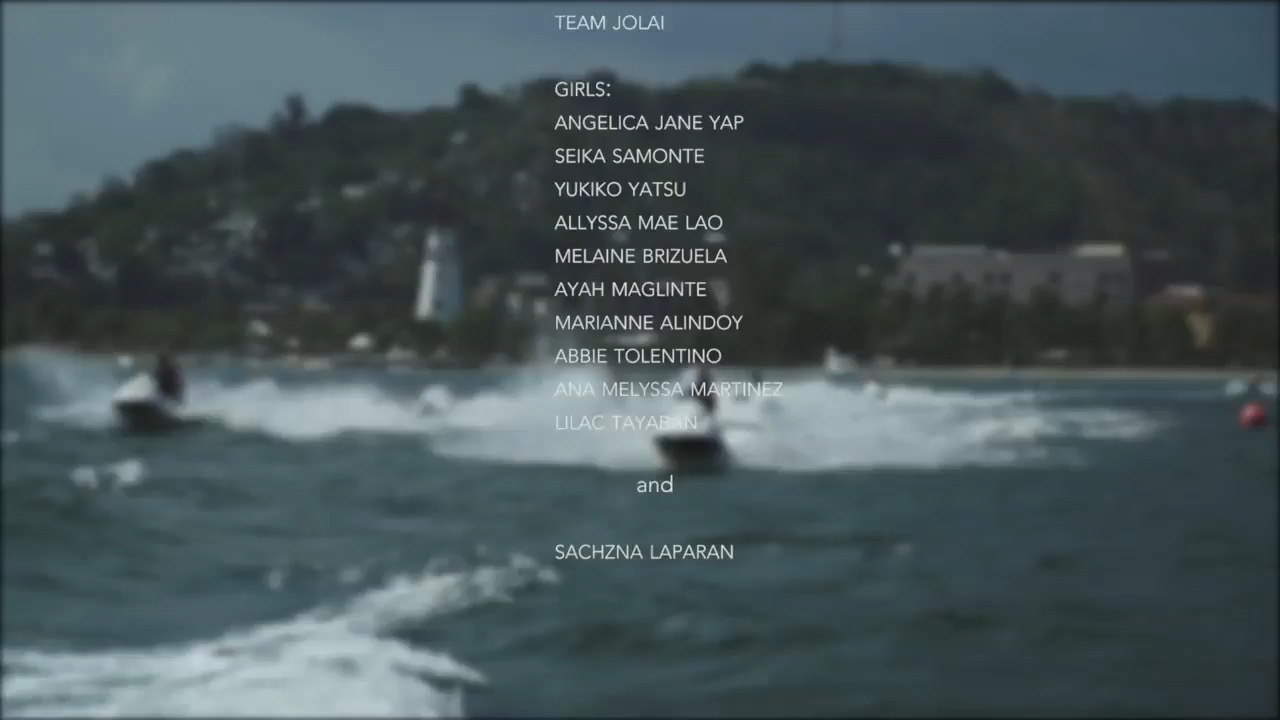 TEAM JOLAI
GIRLS:
ANGELICA JANE YAP
SEIKA SAMONTE
YUKIKO YATSU
ALLYSSA MAE LAO
MELAINE BRIZUELA
AYAH MAGLINTE
MARIANNE ALINDOY
ABBIE TOLENTINO
ANA MELYSSA MARTINEZ
LILAC TAYABAN
and
SACHZNA LAPARAN